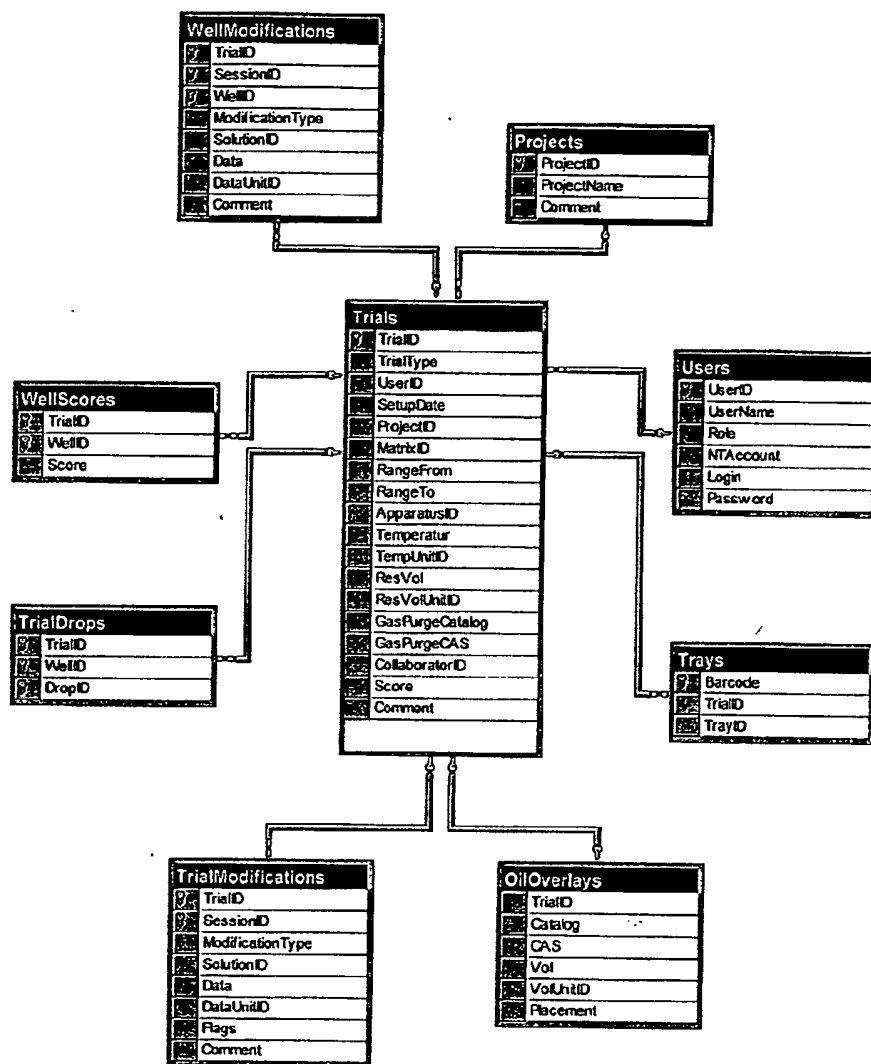 WellModifications
TrialID
SessionID
WellID
ModificationType
SolutionID
Data
DataUnitID
Comment
Projects
ProjectID
ProjectName
Comment
Trials
TrialID
TrialType
UserID
SetupDate
ProjectID
MatrixID
RangeFrom
RangeTo
ApparatusID
Temperatur
TempUnitID
ResVol
ResVolUnitID
GasPurgeCatalog
GasPurgeCAS
CollaboratorID
Score
Comment
WellScores
TrialID
WellID
Score
Users
UserID
UserName
Role
NTAccount
Login
Password
TrialDrops
TrialID
WellID
DropID
Trays
Barcode
TrialID
TrayID
TrialModifications
TrialID
SessionID
ModificationType
SolutionID
Data
DataUnitID
Flags
Comment
OilOverlays
TrialID
Catalog
CAS
Vol
VolUnitID
Placement